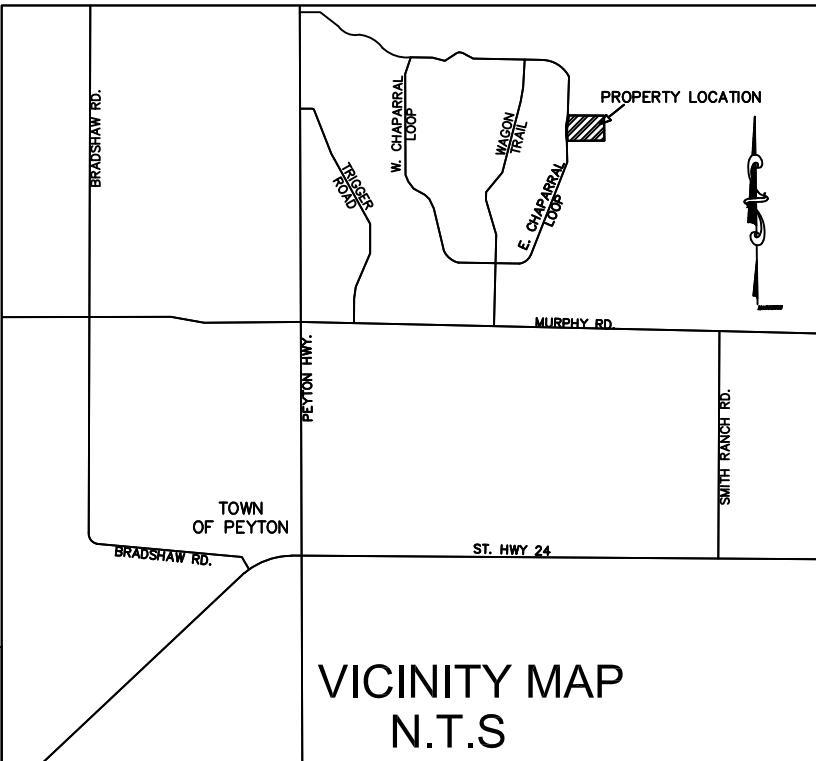 BRADSHAW RD.
W. CHAPARRAL
LOOP
WAGON
TRAIL
PROPERTY LOCATION
TRIGGER
ROAD
E. CHAPARRAL
LOOP
MURPHY RD.
PEYTON HWY.
SMITH RANCH RD.
TOWN
OF PEYTON
BRADSHAW RD.
ST. HWY 24
VICINITY MAP
N.T.S